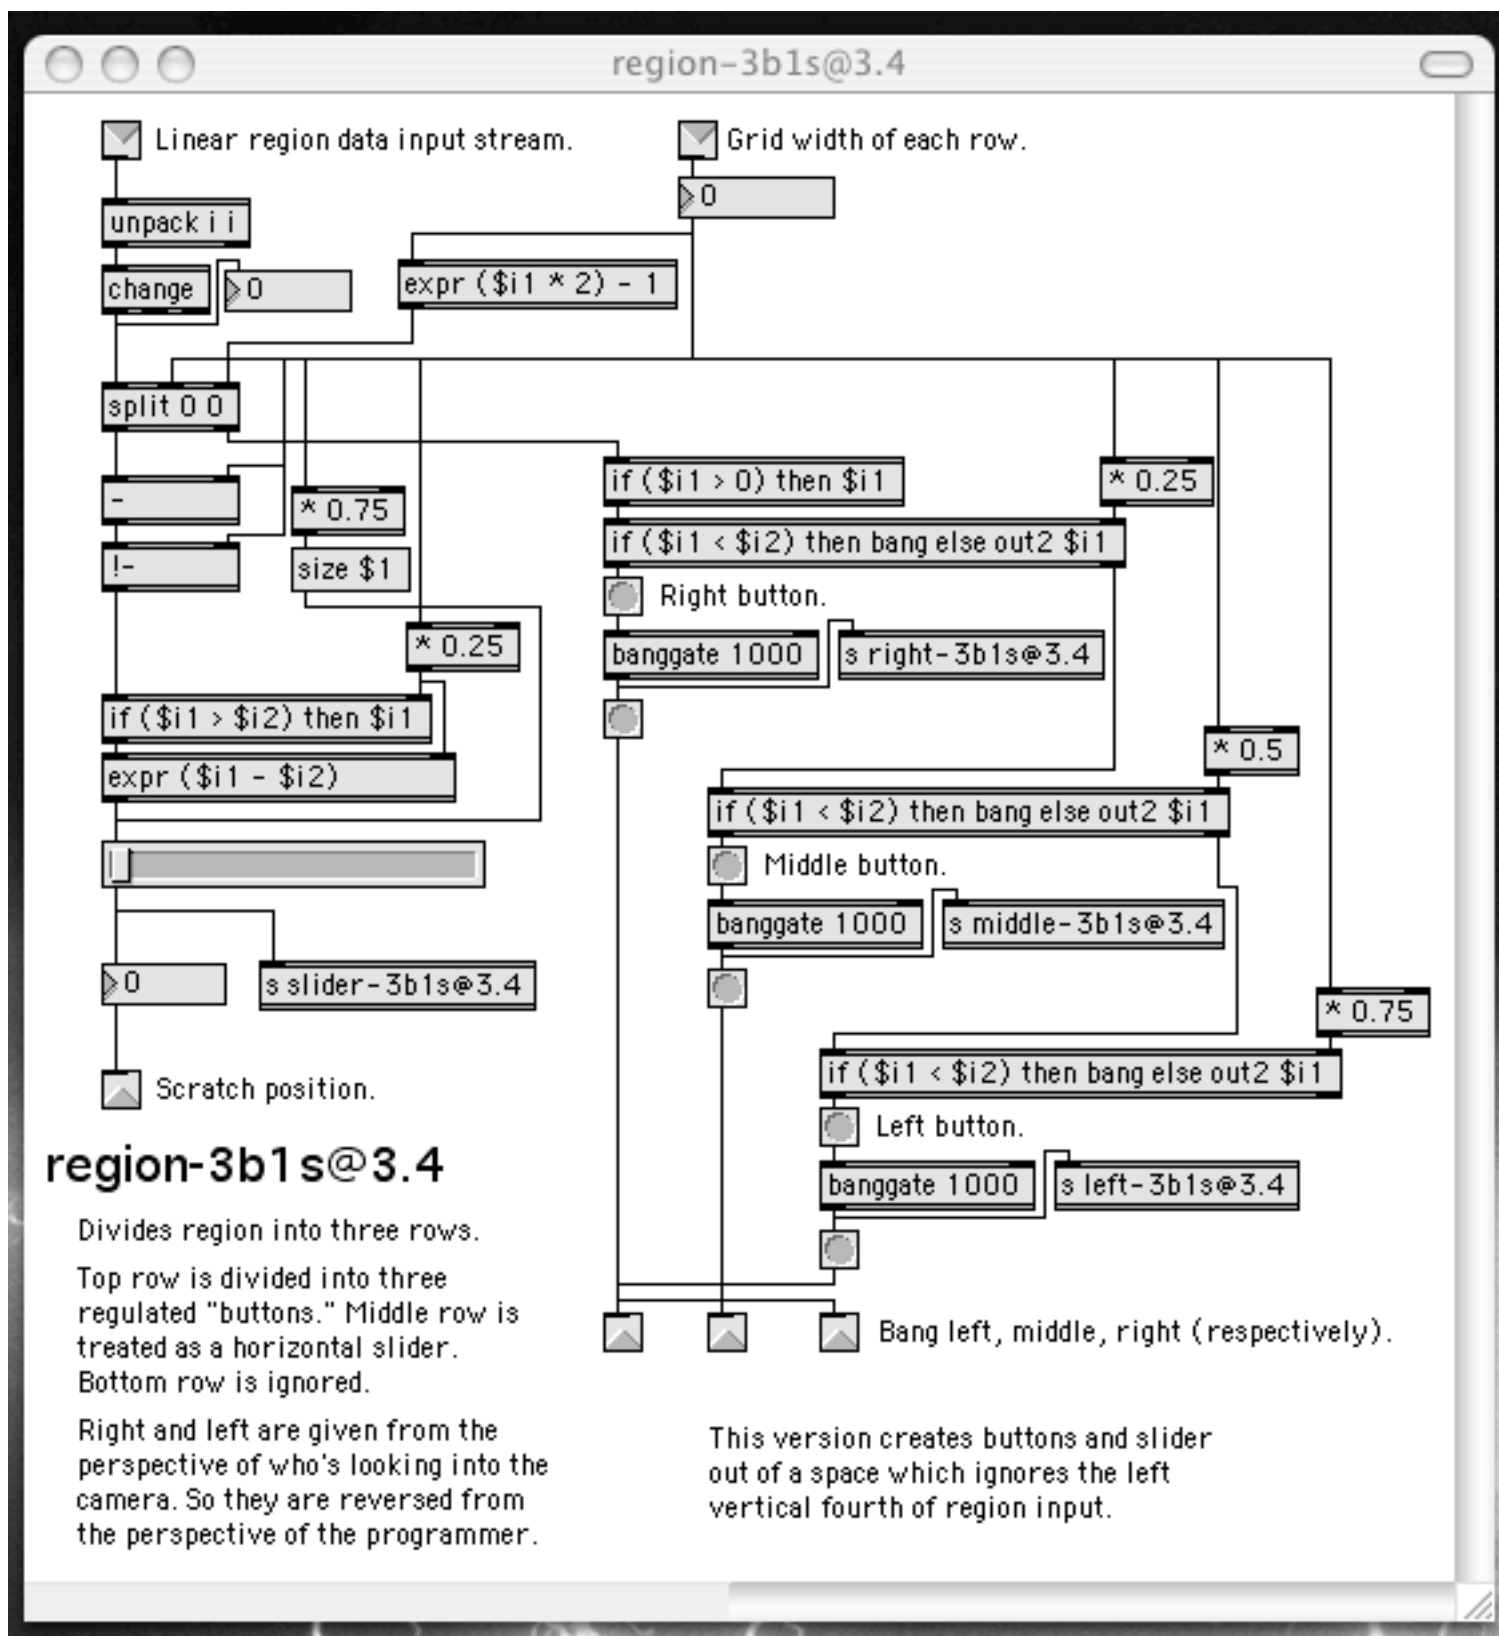 region-3b1s@3.4
Linear region data input stream.
Grid width of each row.
0
unpack i i
change
0
expr ($i1 * 2) - 1
split 0 0
if ($i1 > 0) then $i1
* 0.25
-
* 0.75
if ($i1 < $i2) then bang else out2 $i1
!-
size $1
Right button.
* 0.25
banggate 1000
s right-3b1s@3.4
if ($i1 > $i2) then $i1
* 0.5
expr ($i1 - $i2)
if ($i1 < $i2) then bang else out2 $i1
Middle button.
banggate 1000
s middle-3b1s@3.4
0
s slider-3b1s@3.4
* 0.75
if ($i1 < $i2) then bang else out2 $i1
Scratch position.
Left button.
region-3b1s@3.4
banggate 1000
s left-3b1s@3.4
Divides region into three rows.
Top row is divided into three
regulated "buttons." Middle row is
treated as a horizontal slider.
Bottom row is ignored.
Bang left, middle, right (respectively).
Right and left are given from the
perspective of who's looking into the
camera. So they are reversed from
the perspective of the programmer.
This version creates buttons and slider
out of a space which ignores the left
vertical fourth of region input.